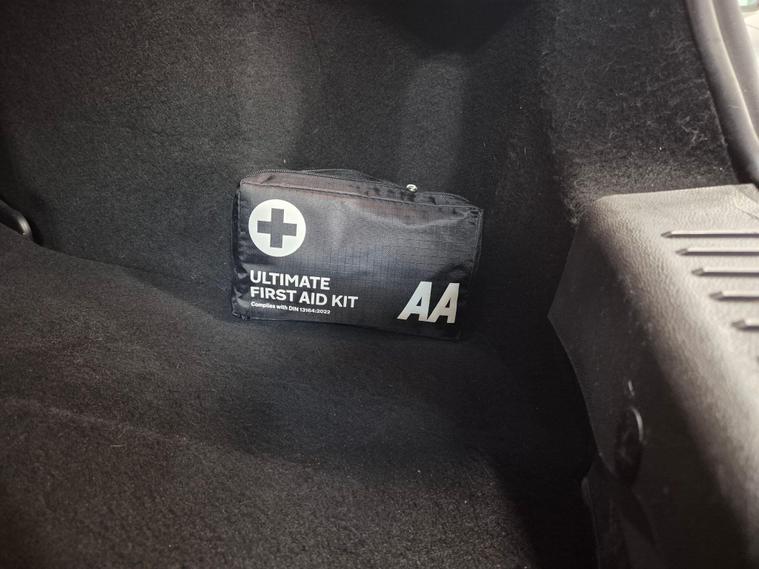 ULTIMATE
FIRST AID KIT
Complies with DIN 13164:2022
AA